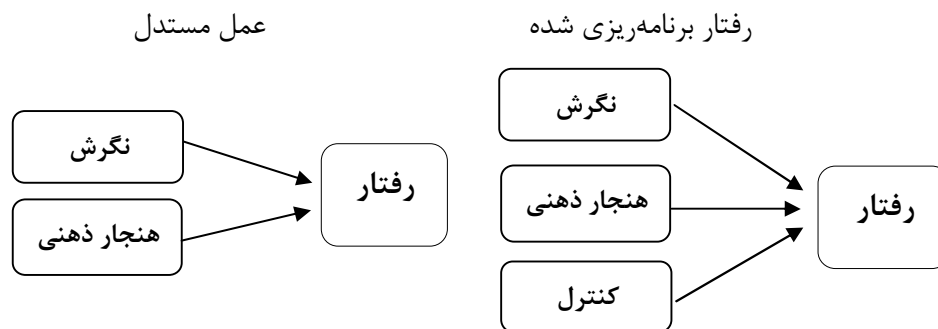 رفتار برنامه‌ریزی شده
نگرش
هنجار ذهنی
کنترل
رفتار
عمل مستدل
نگرش
هنجار ذهنی
رفتار